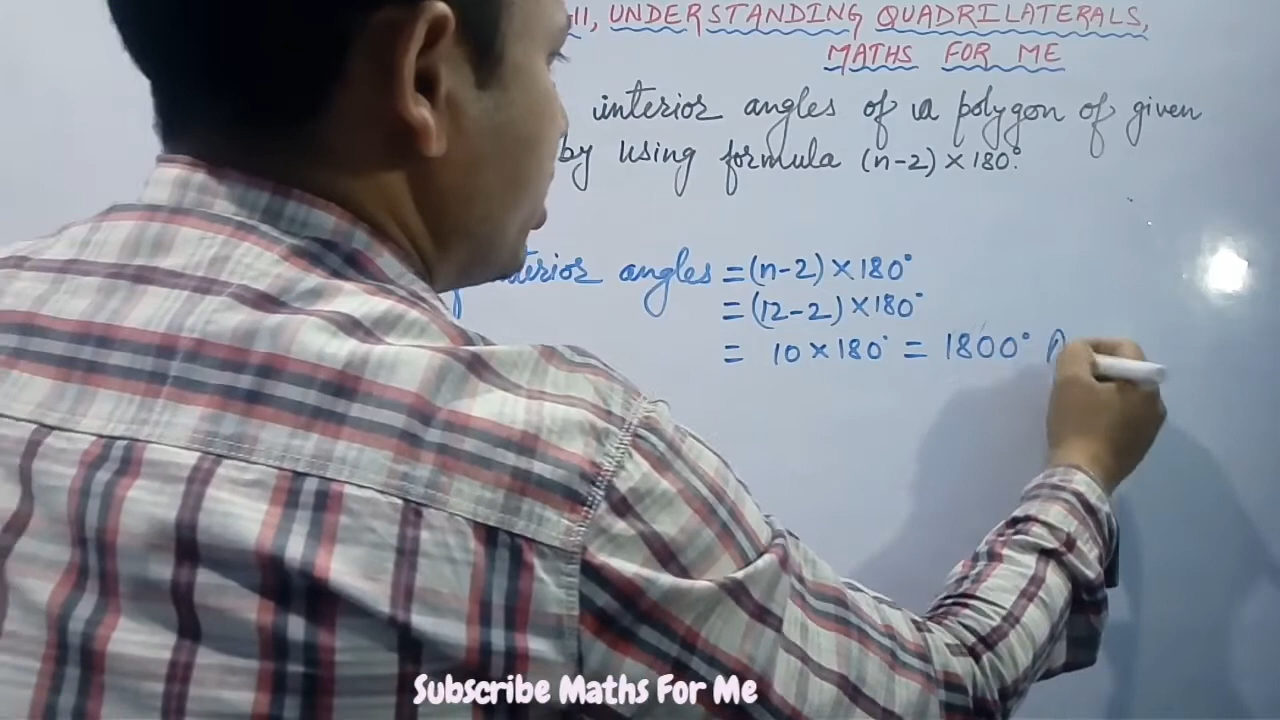 11, UNDERSTANDING QUADRILATERALS,
MATHS FOR ME
interior angles of a polygon of given
by using formula (n-2) × 180°.
angles = (n-2) × 180°
= (12-2) × 180°
= 10 × 180° = 1800°
Subscribe Maths For Me